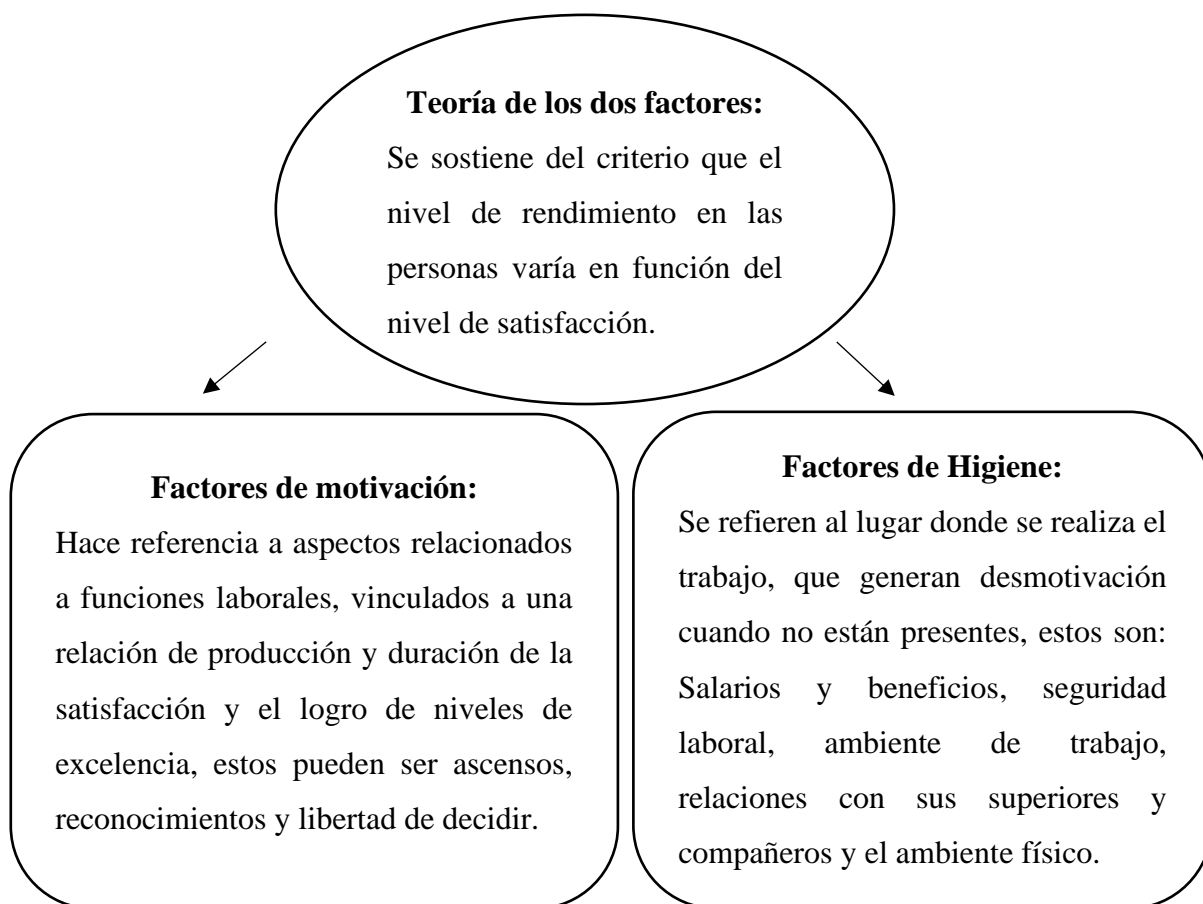 Teoría de los dos factores:
Se sostiene del criterio que el
nivel de rendimiento en las
personas varía en función del
nivel de satisfacción.
Factores de motivación:
Hace referencia a aspectos relacionados
a funciones laborales, vinculados a una
relación de producción y duración de la
satisfacción y el logro de niveles de
excelencia, estos pueden ser ascensos,
reconocimientos y libertad de decidir.
Factores de Higiene:
Se refieren al lugar donde se realiza el
trabajo, que generan desmotivación
cuando no están presentes, estos son:
Salarios y beneficios, seguridad
laboral, ambiente de trabajo,
relaciones con sus superiores y
compañeros y el ambiente físico.